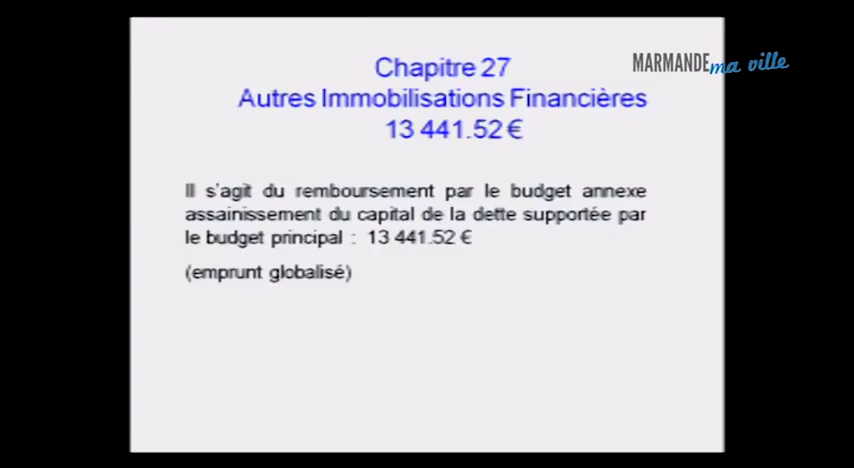 MARMANDE ma ville
Chapitre 27
Autres Immobilisations Financières
13 441.52 €
Il s'agit du remboursement par le budget annexe
assainissement du capital de la dette supportée par
le budget principal : 13 441.52 €
(emprunt globalisé)